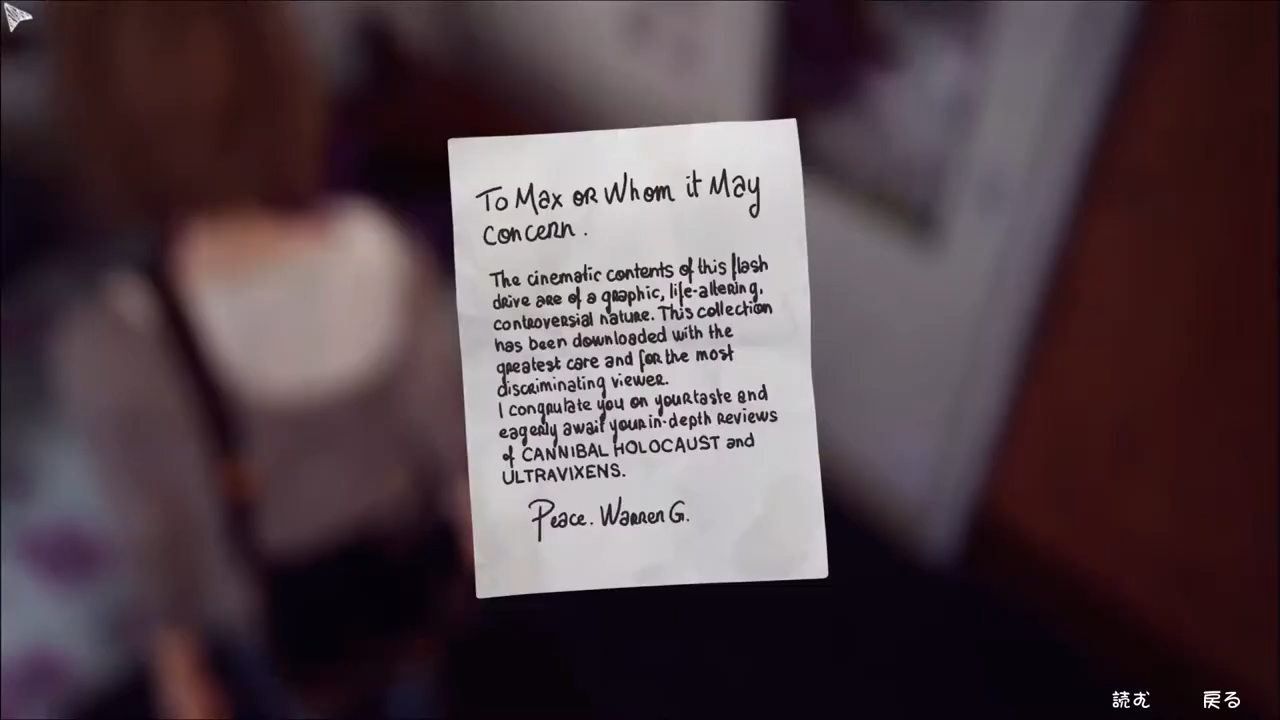 To Max or Whom it May
concern.
The cinematic contents of this flash
drive are of a graphic, life-altering,
controversial nature. This collection
has been downloaded with the
greatest care and for the most
discriminating viewer.
I congrulate you on your taste and
eagerly await your in-depth reviews
of CANNIBAL HOLOCAUST and
ULTRAVIXENS.
Peace. Warren G.
読む 戻る